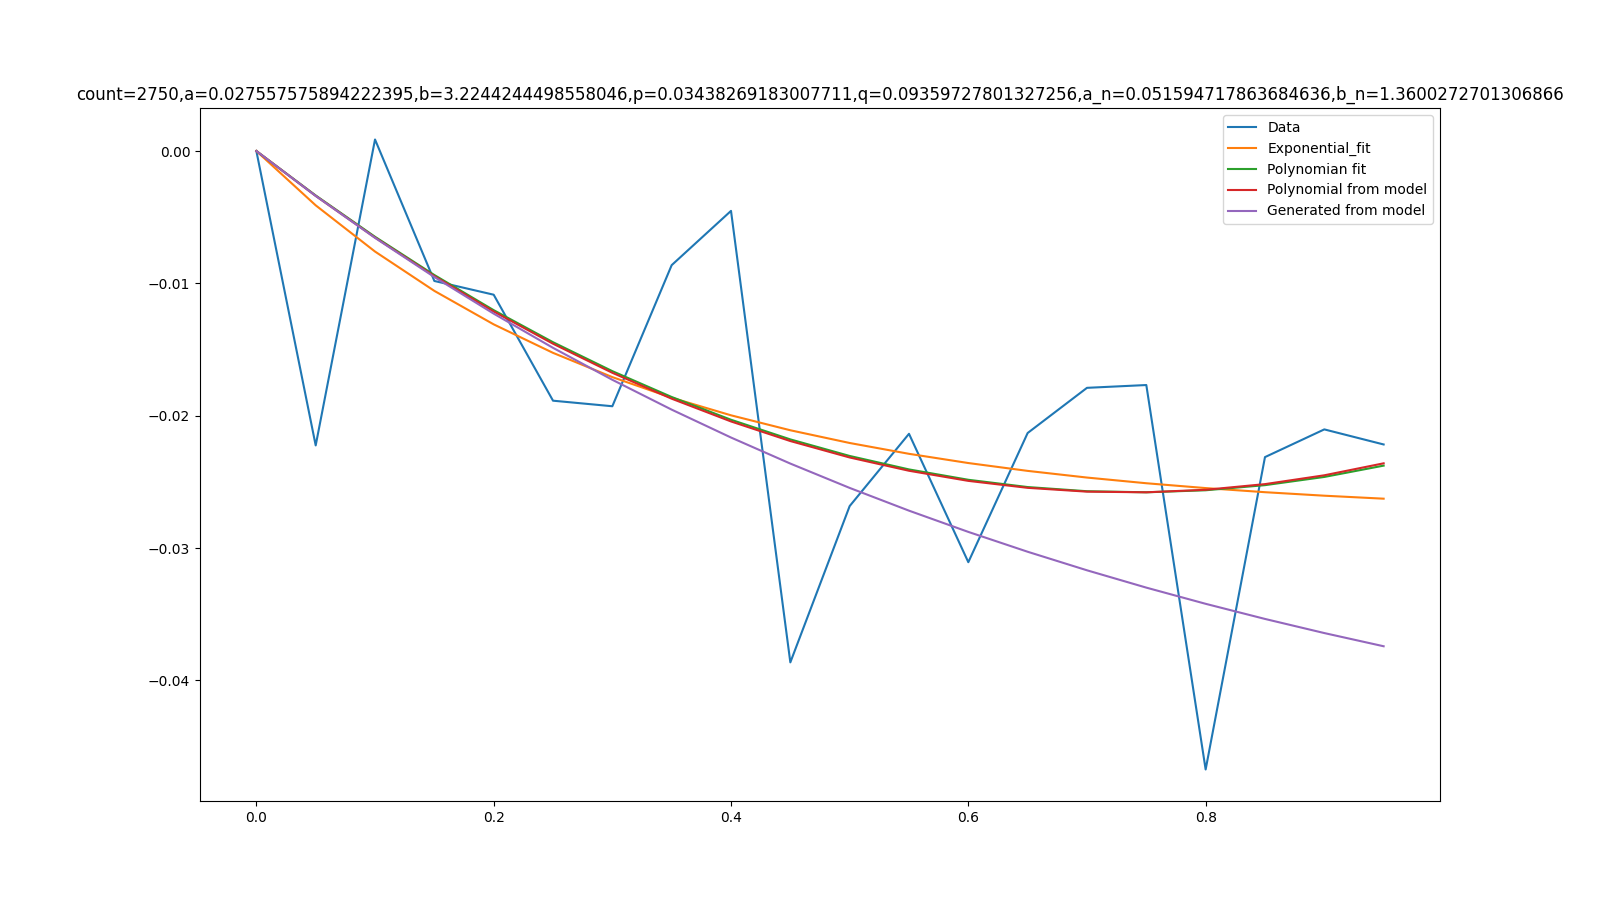 count=2750,a=0.027557575894222395,b=3.2244244498558046,p=0.03438269183007711,q=0.09359727801327256,a_n=0.051594717863684636,b_n=1.3600272701306866
Data
Exponential_fit
Polynomian fit
Polynomial from model
Generated from model
0.00
−0.01
−0.02
−0.03
−0.04
0.0 0.2 0.4 0.6 0.8